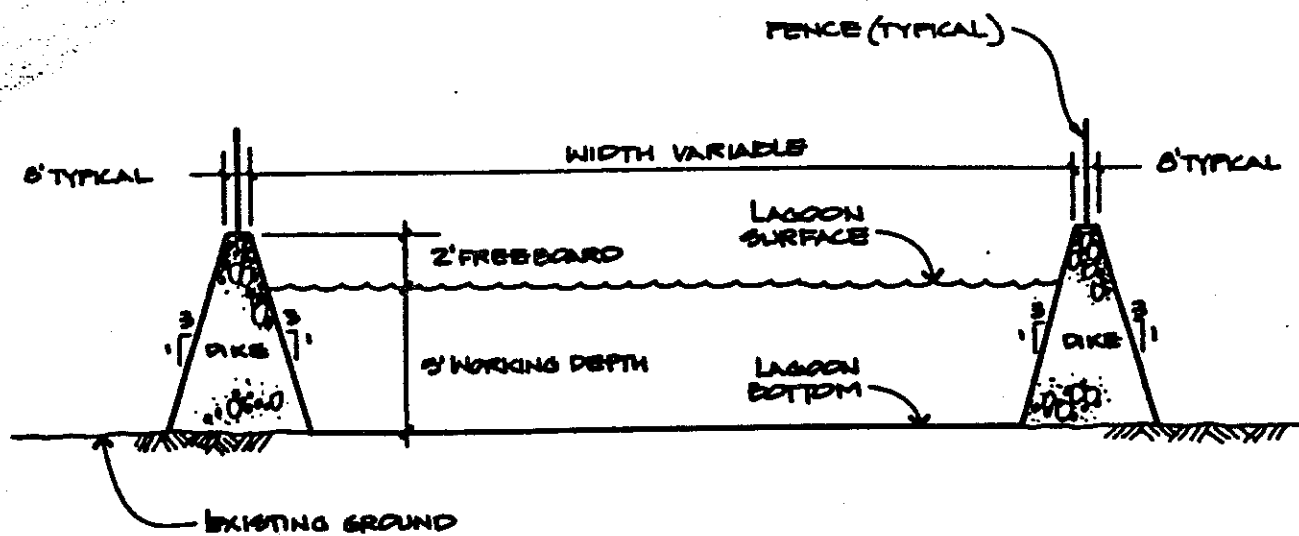 FENCE (TYPICAL)
WIDTH VARIABLE
8' TYPICAL
8' TYPICAL
LAGOON
SURFACE
2' FREEBOARD
3
1
3
1
DIKE
3
1
3
1
DIKE
5' WORKING DEPTH
LAGOON
BOTTOM
EXISTING GROUND